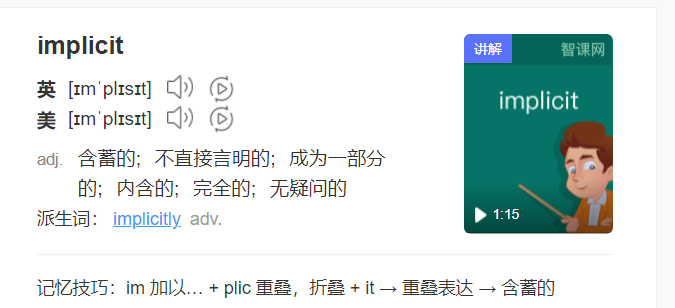 implicit
英 [ɪmˈplɪsɪt]
美 [ɪmˈplɪsɪt]
adj. 含蓄的；不直接言明的；成为一部分
的；内含的；完全的；无疑问的
派生词： implicitly adv.
讲解 智课网
implicit
1:15
记忆技巧：im 加以… + plic 重叠，折叠 + it → 重叠表达 → 含蓄的